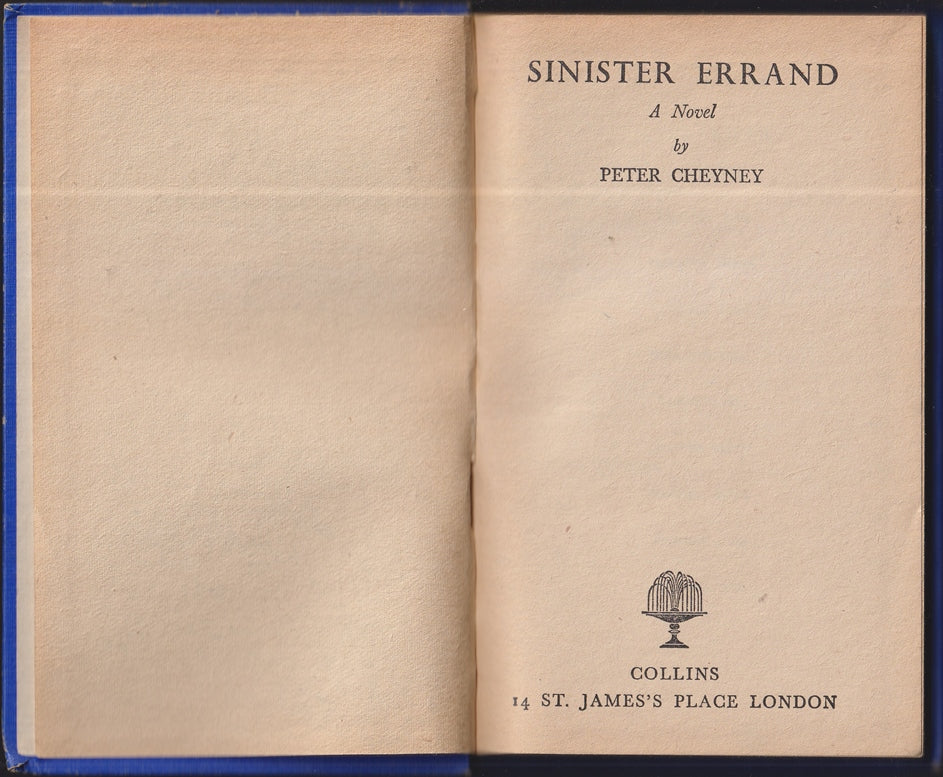 SINISTER ERRAND
A Novel
by
PETER CHEYNEY
COLLINS
14 ST. JAMES'S PLACE LONDON